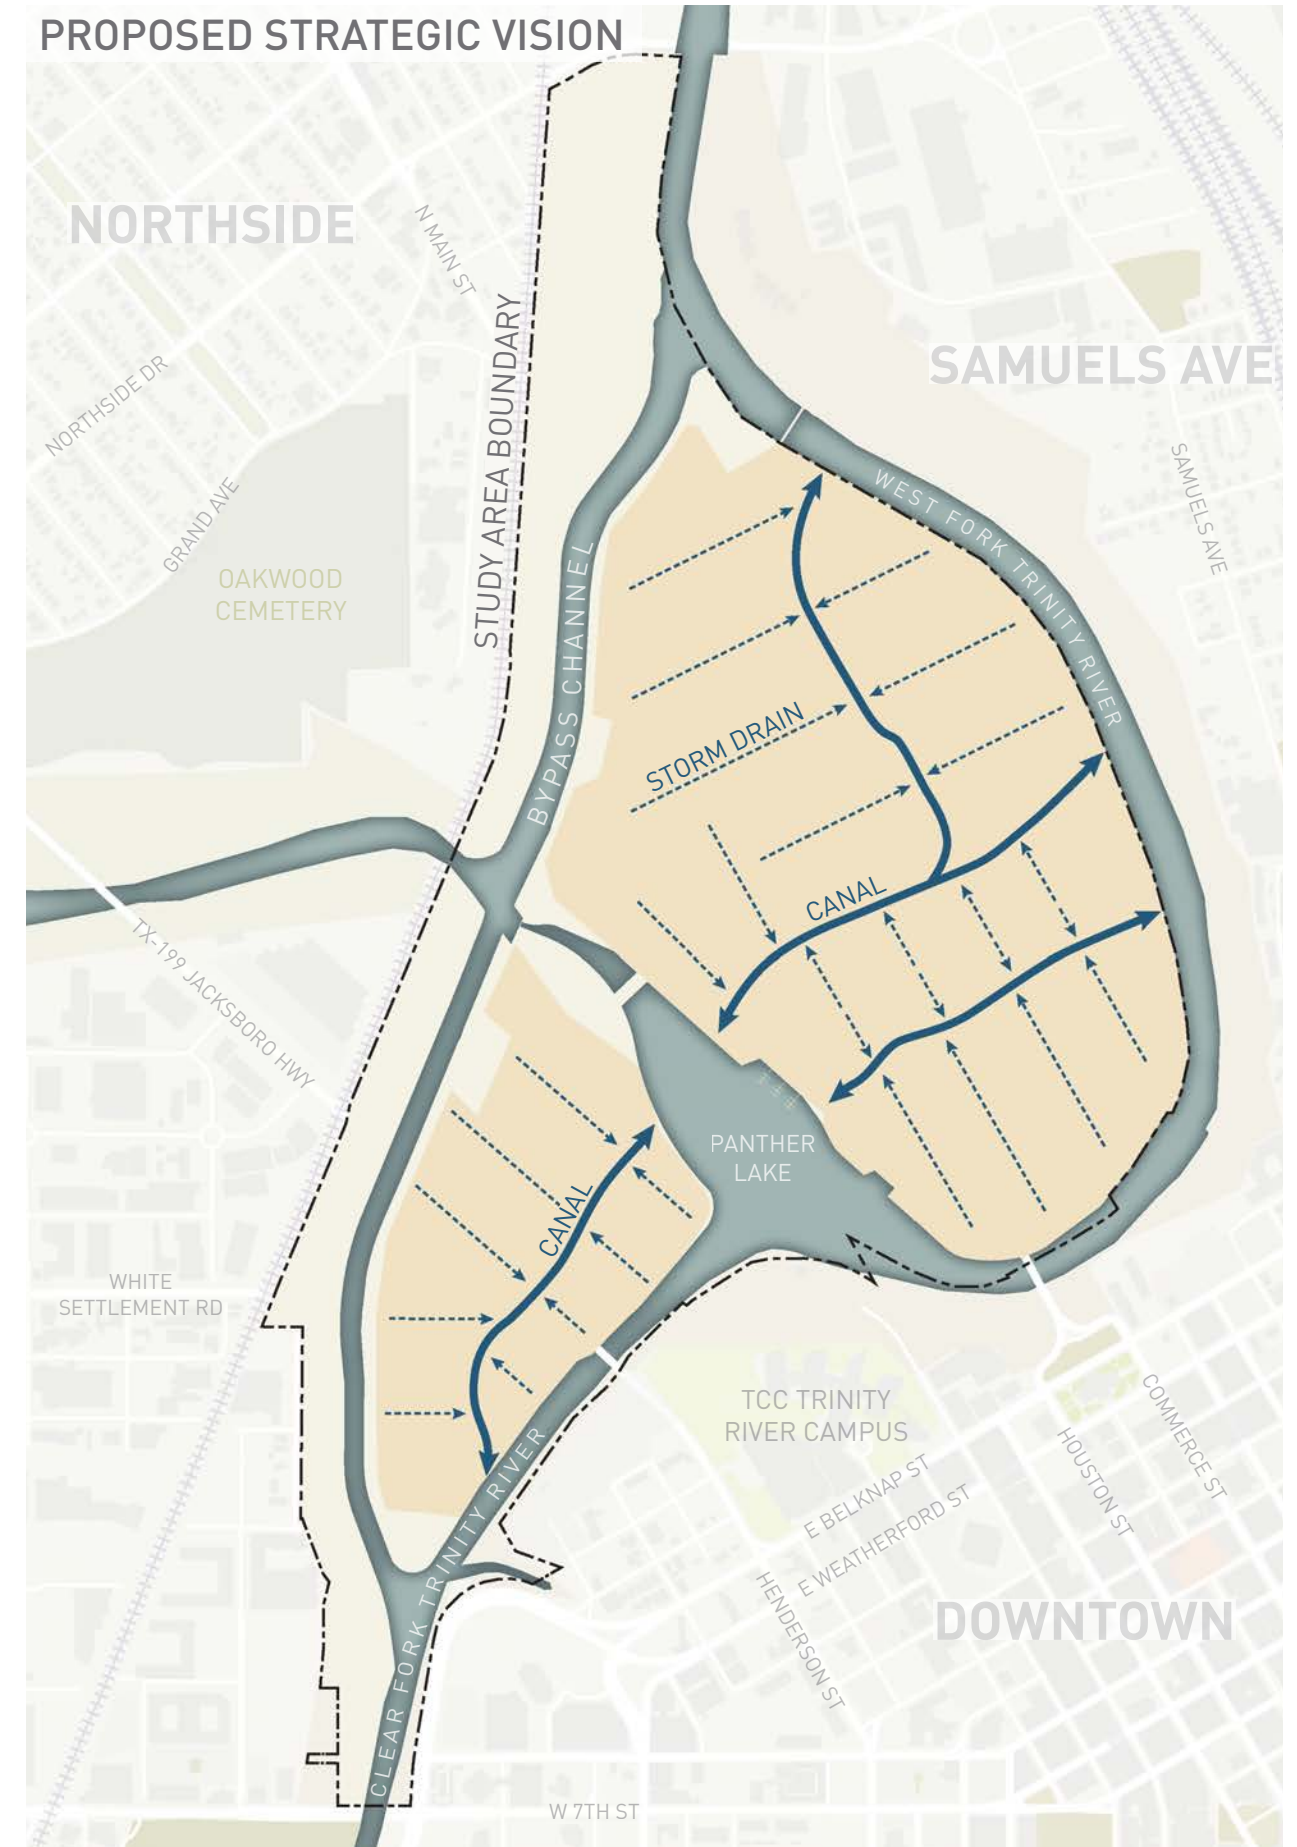 PROPOSED STRATEGIC VISION
NORTHSIDE
N MAIN ST
STUDY AREA BOUNDARY
SAMUELS AVE
NORTHSIDE DR
GRAND AVE
SAMUELS AVE
WEST FORK TRINITY RIVER
OAKWOOD
CEMETERY
BYPASS CHANNEL
STORM DRAIN
CANAL
TX-199 JACKSBORO HWY
PANTHER
LAKE
CANAL
WHITE
SETTLEMENT RD
TCC TRINITY
RIVER CAMPUS
COMMERCE ST
HOUSTON ST
E BELKNAP ST
E WEATHERFORD ST
HENDERSON ST
DOWNTOWN
CLEAR FORK TRINITY RIVER
W 7TH ST